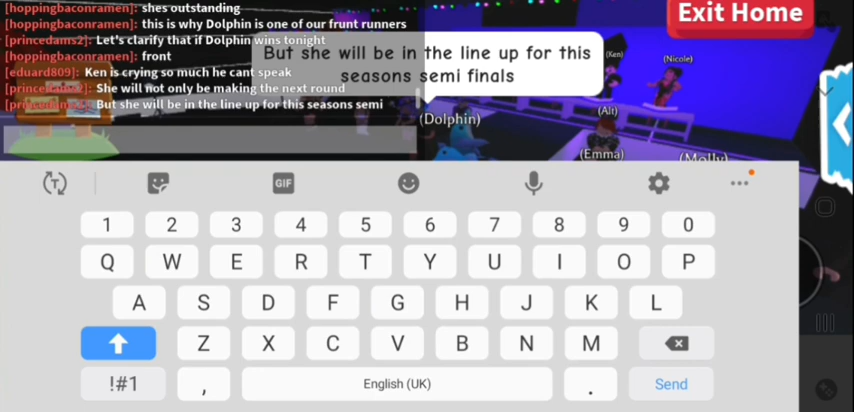 [hoppingbaconramen]: shes outstanding
[hoppingbaconramen]: this is why Dolphin is one of our frunt runners
[princedams2]: Let's clarify that if Dolphin wins tonight
[hoppingbaconramen]: front
[eduard809]: Ken is crying so much he cant speak
She will not only be making the next round
But she will be in the line up for this seasons semi
Exit Home
But she will be in the line up for this
seasons semi finals
(Ken)
(Nicole)
(Alt)
(Dolphin)
(Emma)
(Molly)
GIF
1 2 3 4 5 6 7 8 9 0
Q W E R T Y U I O P
A S D F G H J K L
Z X C V B N M
!#1 , English (UK) . Send